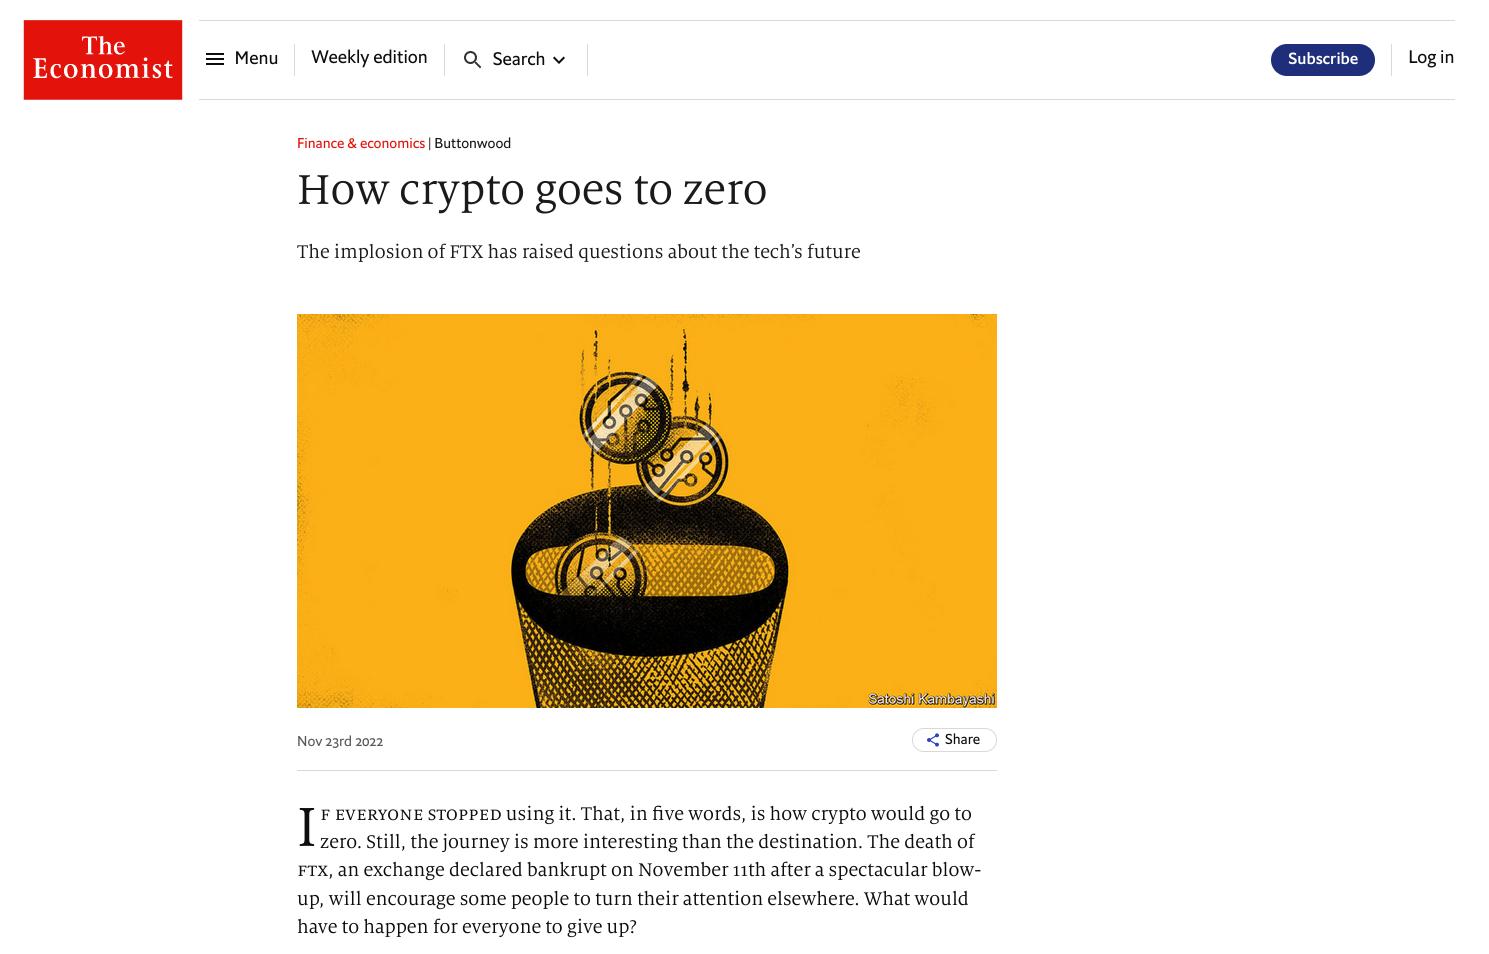 The
Economist
Menu
Weekly edition
Search
Subscribe
Log in
Finance & economics | Buttonwood
How crypto goes to zero
The implosion of FTX has raised questions about the tech’s future
Satoshi Kambayashi
Nov 23rd 2022
Share
IF EVERYONE STOPPED using it. That, in five words, is how crypto would go to
zero. Still, the journey is more interesting than the destination. The death of
FTX, an exchange declared bankrupt on November 11th after a spectacular blow-
up, will encourage some people to turn their attention elsewhere. What would
have to happen for everyone to give up?